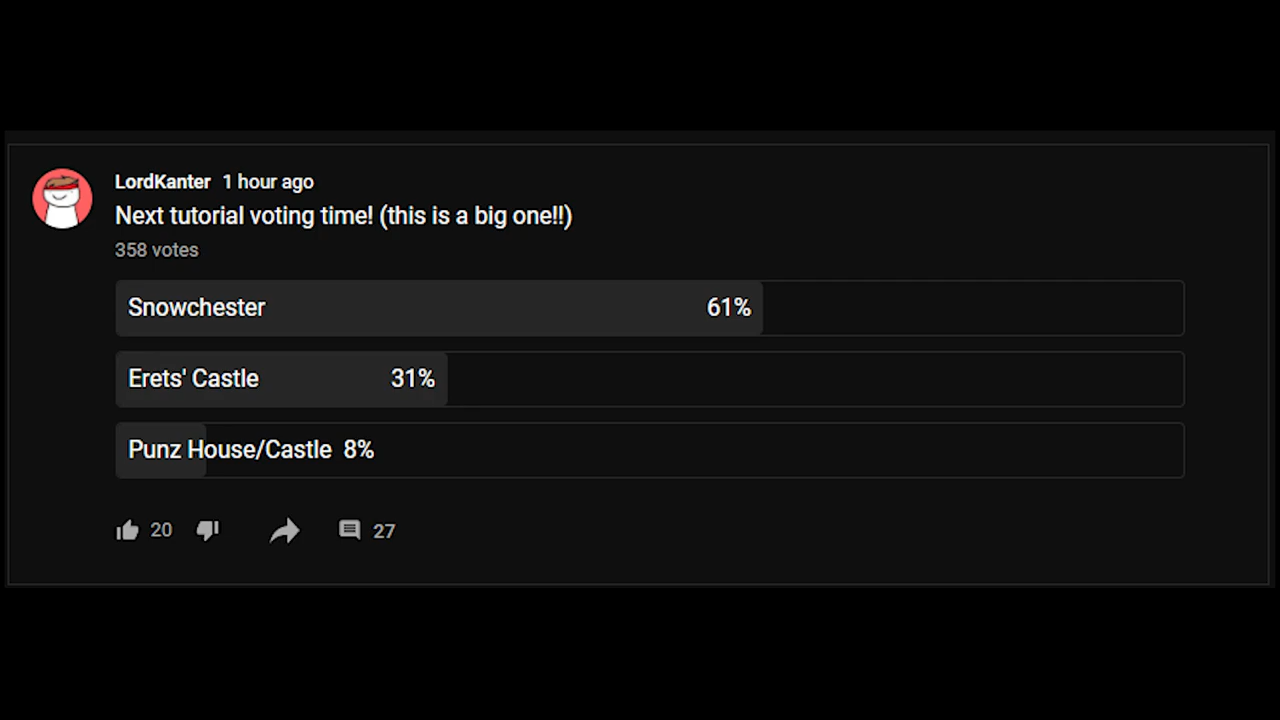 LordKanter 1 hour ago
Next tutorial voting time! (this is a big one!!)
358 votes
Snowchester 61%
Erets' Castle 31%
Punz House/Castle 8%
20 27